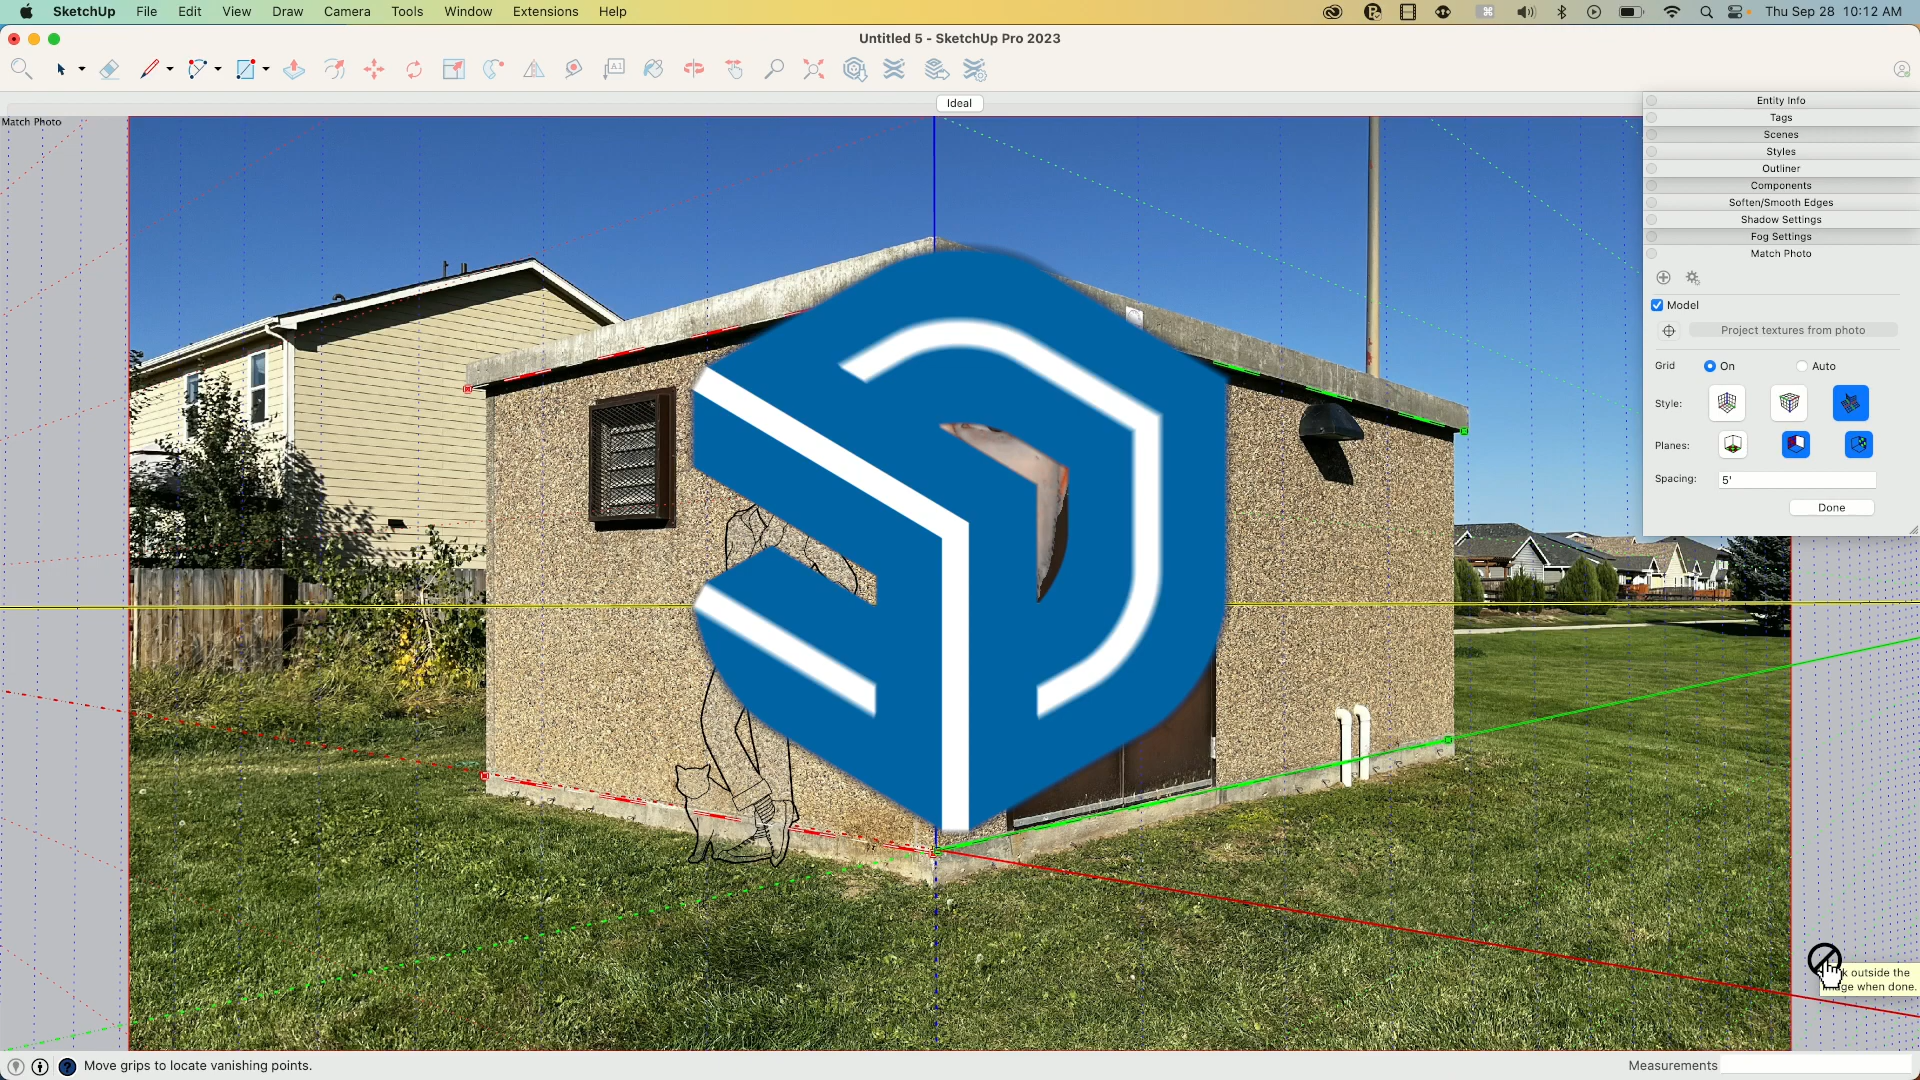 SketchUp File Edit View Draw Camera Tools Window Extensions Help Thu Sep 28 10:12 AM
Untitled 5 - SketchUp Pro 2023
A1
Ideal
Match Photo
Entity Info
Tags
Scenes
Styles
Outliner
Components
Soften/Smooth Edges
Shadow Settings
Fog Settings
Match Photo
Model
Project textures from photo
Grid On Auto
Style:
Planes:
Spacing: 5'
Done
outside the
when done.
Move grips to locate vanishing points.
Measurements